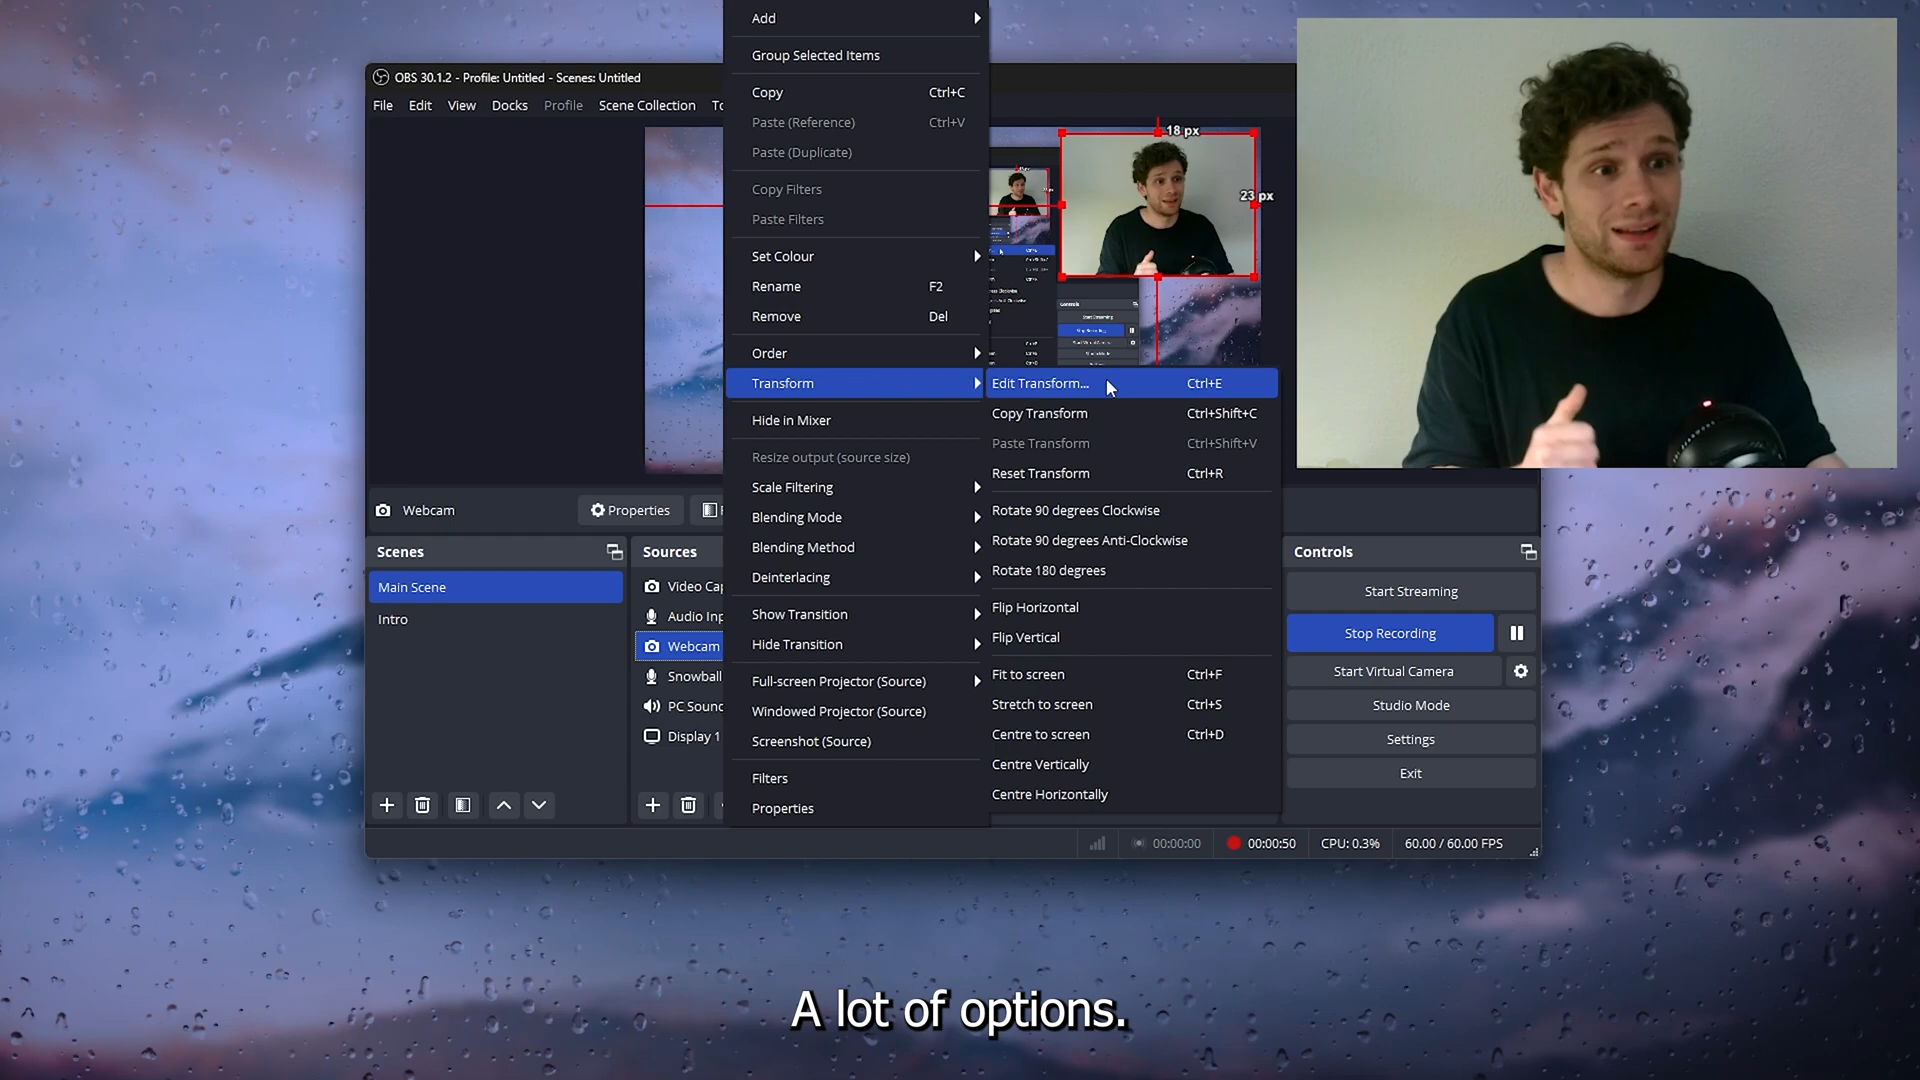 OBS 30.1.2 - Profile: Untitled - Scenes: Untitled
File Edit View Docks Profile Scene Collection
Add
Group Selected Items
Copy Ctrl+C
Paste (Reference) Ctrl+V
Paste (Duplicate)
Copy Filters
Paste Filters
Set Colour
Rename F2
Remove Del
Order
Transform
Hide in Mixer
Resize output (source size)
Scale Filtering
Blending Mode
Blending Method
Deinterlacing
Show Transition
Hide Transition
Full-screen Projector (Source)
Windowed Projector (Source)
Screenshot (Source)
Filters
Properties
18 px
23 px
Edit Transform... Ctrl+E
Copy Transform Ctrl+Shift+C
Paste Transform Ctrl+Shift+V
Reset Transform Ctrl+R
Rotate 90 degrees Clockwise
Rotate 90 degrees Anti-Clockwise
Rotate 180 degrees
Flip Horizontal
Flip Vertical
Fit to screen Ctrl+F
Stretch to screen Ctrl+S
Centre to screen Ctrl+D
Centre Vertically
Centre Horizontally
Webcam Properties
Scenes
Main Scene
Intro
Sources
Video Cap
Audio Inp
Webcam
Snowball
PC Sound
Display 1
Controls
Start Streaming
Stop Recording
Start Virtual Camera
Studio Mode
Settings
Exit
00:00:00 00:00:50 CPU: 0.3% 60.00 / 60.00 FPS
A lot of options.